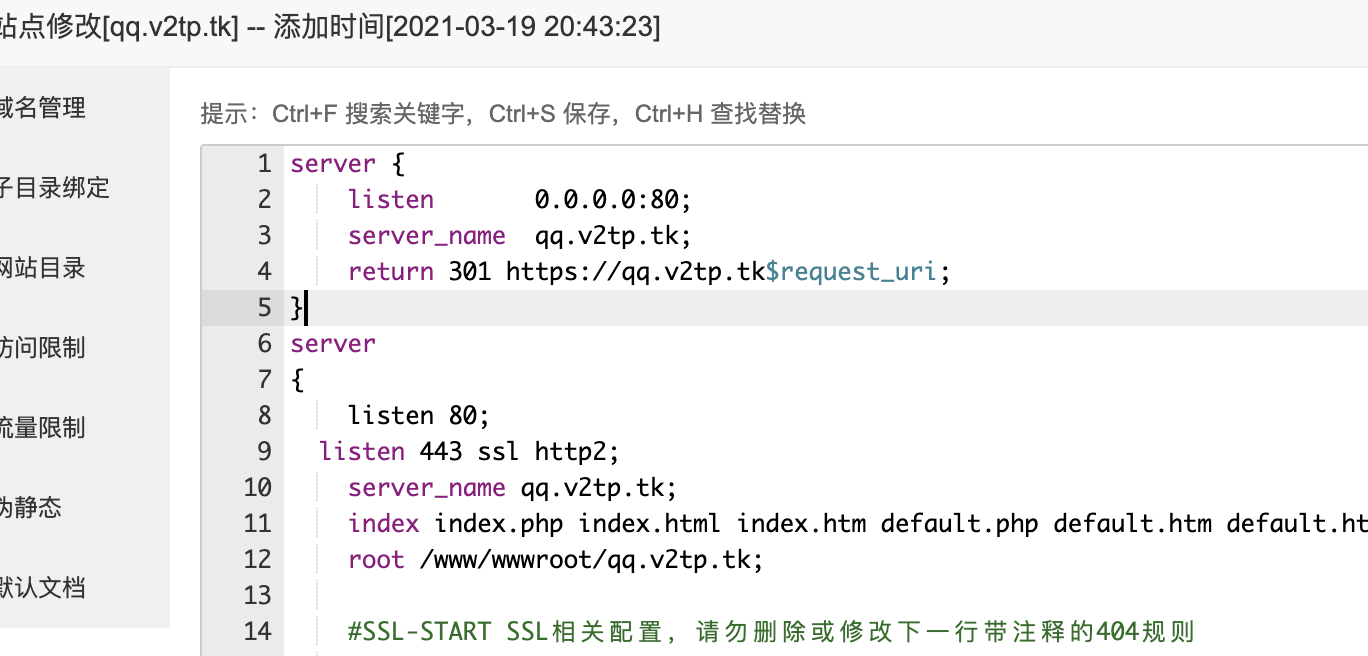 站点修改[qq.v2tp.tk] -- 添加时间[2021-03-19 20:43:23]
域名管理
子目录绑定
网站目录
访问限制
流量限制
伪静态
默认文档
提示：Ctrl+F 搜索关键字，Ctrl+S 保存，Ctrl+H 查找替换
1 server {
2 listen 0.0.0.0:80;
3 server_name qq.v2tp.tk;
4 return 301 https://qq.v2tp.tk$request_uri;
5 }
6 server
7 {
8 listen 80;
9 listen 443 ssl http2;
10 server_name qq.v2tp.tk;
11 index index.php index.html index.htm default.php default.htm default.ht
12 root /www/wwwroot/qq.v2tp.tk;
13
14 #SSL-START SSL相关配置，请勿删除或修改下一行带注释的404规则